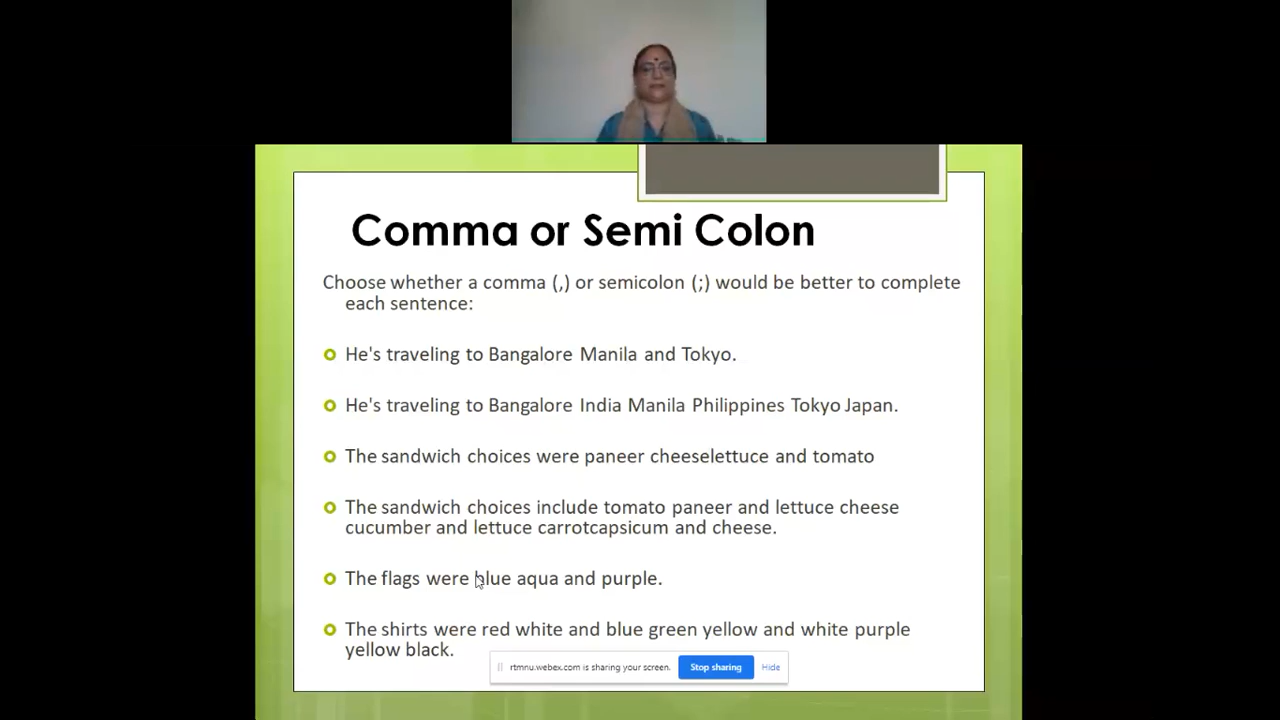 Comma or Semi Colon
Choose whether a comma (,) or semicolon (;) would be better to complete
each sentence:
He's traveling to Bangalore Manila and Tokyo.
He's traveling to Bangalore India Manila Philippines Tokyo Japan.
The sandwich choices were paneer cheeselettuce and tomato
The sandwich choices include tomato paneer and lettuce cheese
cucumber and lettuce carrotcapsicum and cheese.
The flags were blue aqua and purple.
The shirts were red white and blue green yellow and white purple
yellow black.
rtmnu.webex.com is sharing your screen. Stop sharing Hide